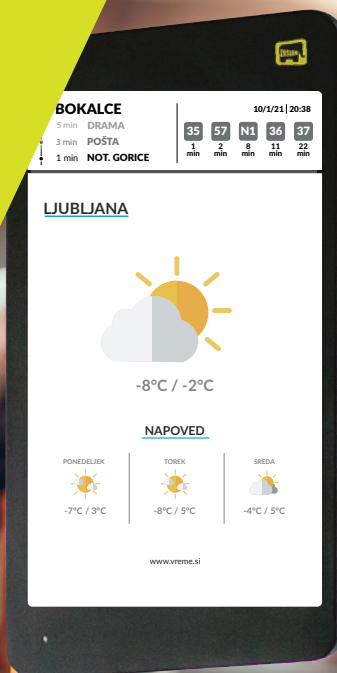 BOKALCE
10/1/21 | 20:38
5 min DRAMA
3 min POŠTA
1 min NOT. GORICE
35 57 N1 36 37
1 2 8 11 22
min min min min min
LJUBLJANA
-8°C / -2°C
NAPOVED
PONEDELJEK TOREK SREDA
-7°C / 3°C -8°C / 5°C -4°C / 5°C
www.vreme.si